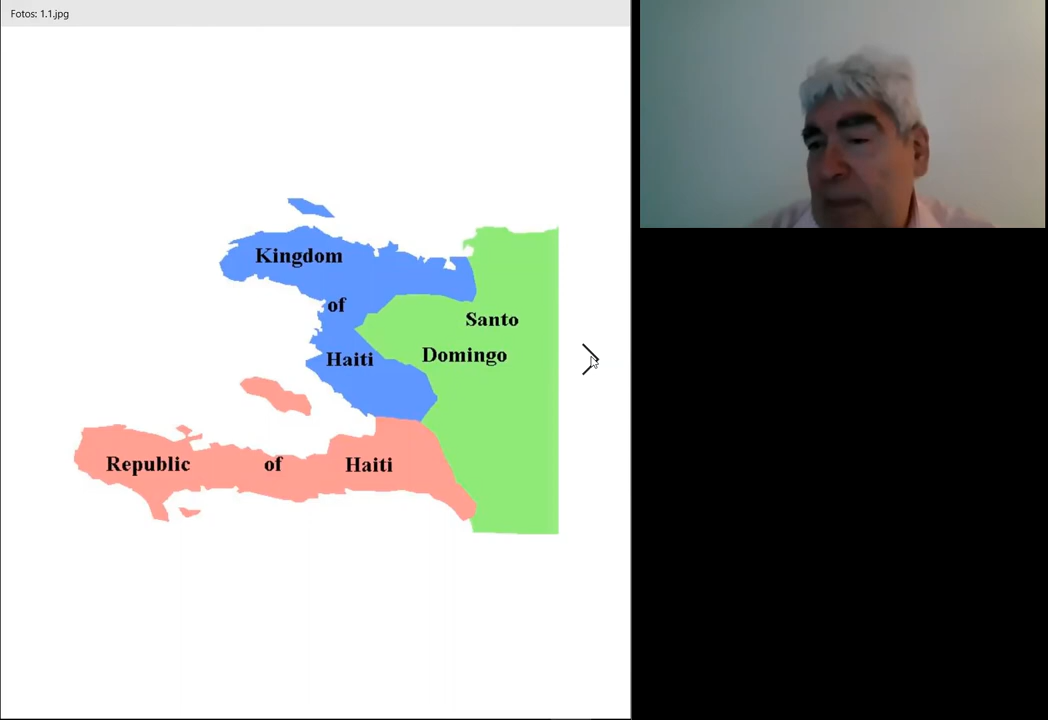 Fotos: 1.1.jpg
Kingdom
of
Haiti
Santo
Domingo
Republic of Haiti